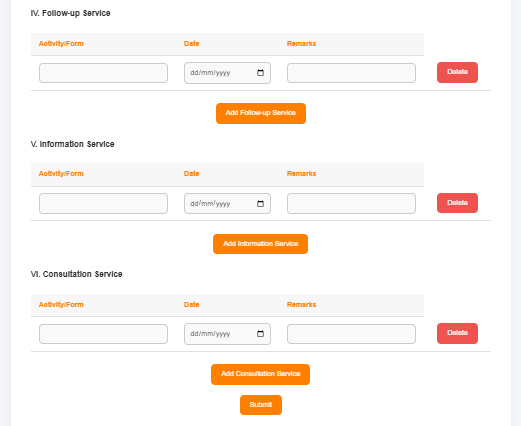 IV. Follow-up Service
Activity/Form Date Remarks
dd/mm/yyyy Delete
Add Follow-up Service
V. Information Service
Activity/Form Date Remarks
dd/mm/yyyy Delete
Add Information Service
VI. Consultation Service
Activity/Form Date Remarks
dd/mm/yyyy Delete
Add Consultation Service
Submit